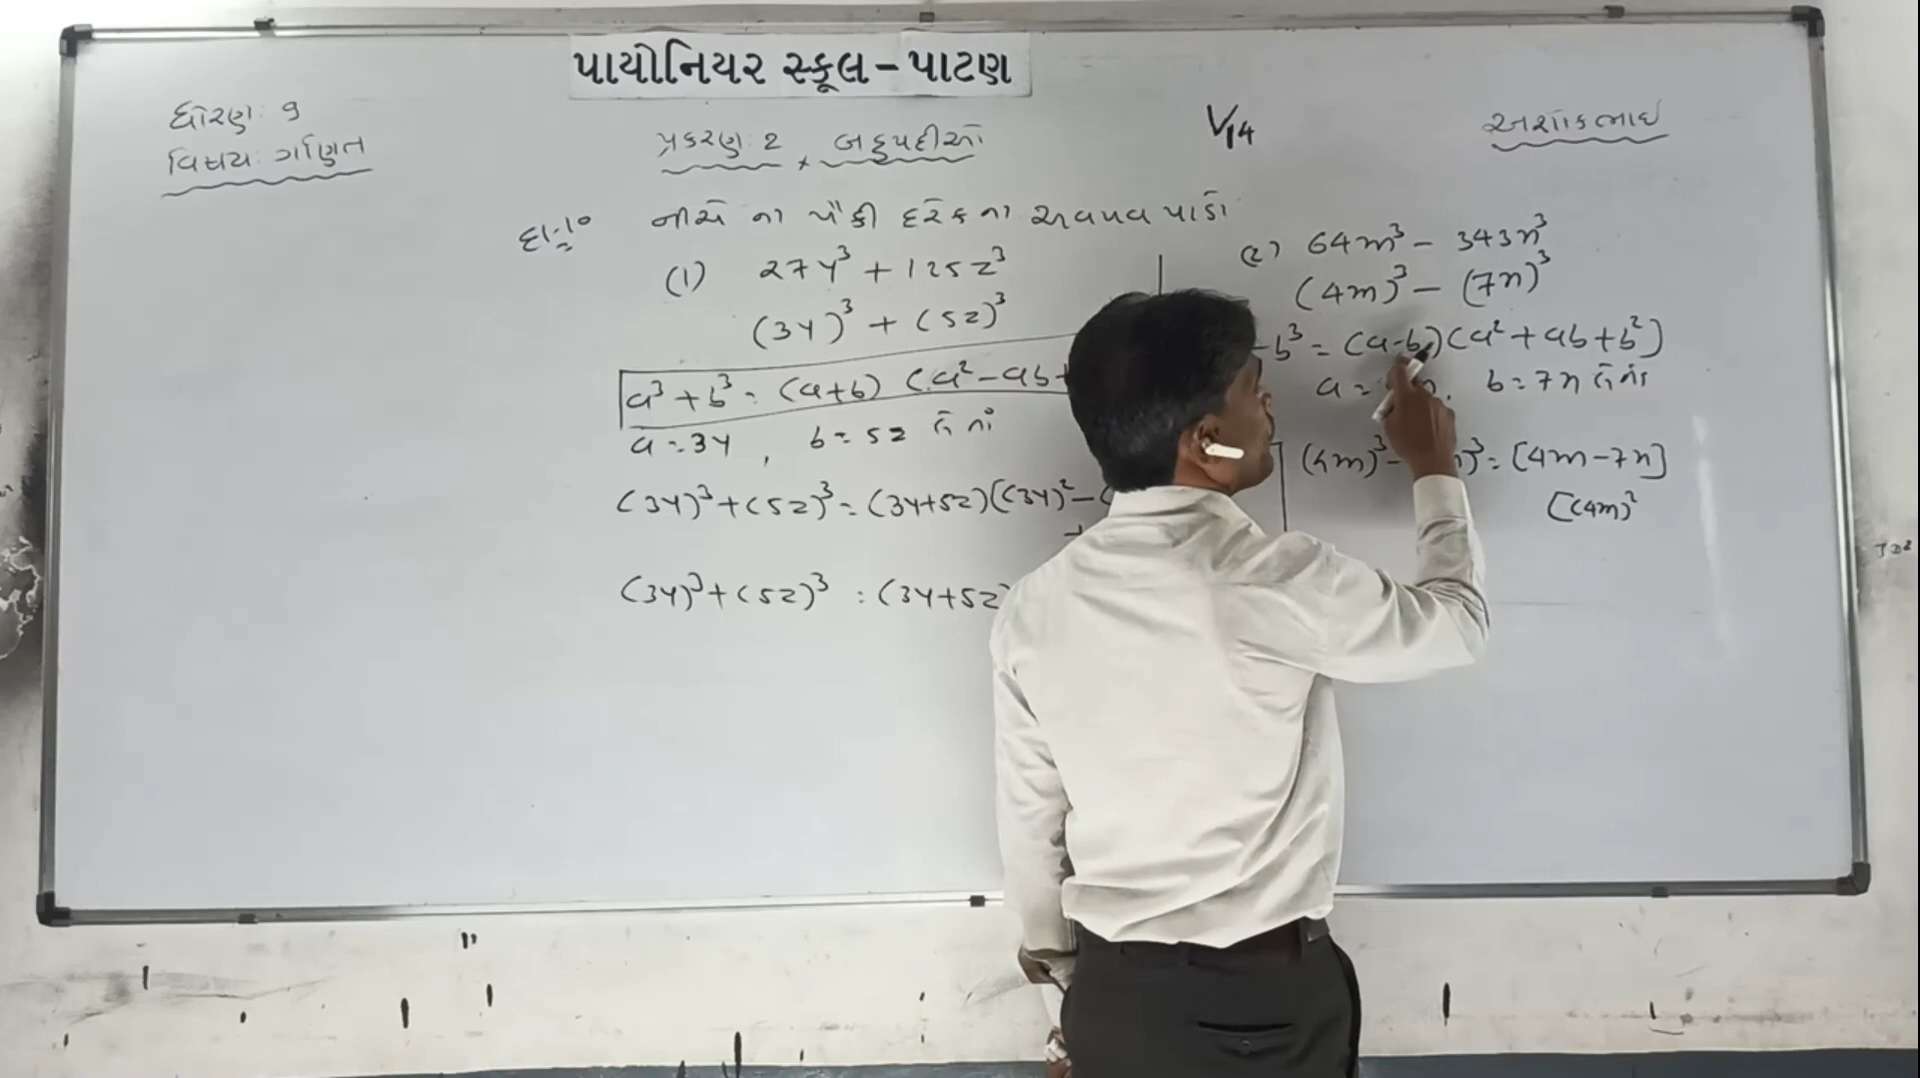 પાયોનિયર સ્કૂલ - પાટણ
ધોરણ : 9
વિષય : ગણિત
પ્રકરણ : 2 બહુપદીઓ
V/14
અશોકભાઇ
દા.10 નીચે ના પૈકી દરેક ના અવયવ પાડો
(1) 27y³ + 125z³
(3y)³ + (5z)³
a³ + b³ = (a+b) (a² - ab +
a = 3y, b = 5z લેતાં
(3y)³ + (5z)³ = (3y+5z)((3y)² -
+
(3y)³ + (5z)³ = (3y+5z)
(2) 64m³ - 343n³
(4m)³ - (7n)³
- b³ = (a-b)(a² + ab + b²)
a = b = 7n લેતાં
(4m)³ - )³ = [4m - 7n]
[(4m)²